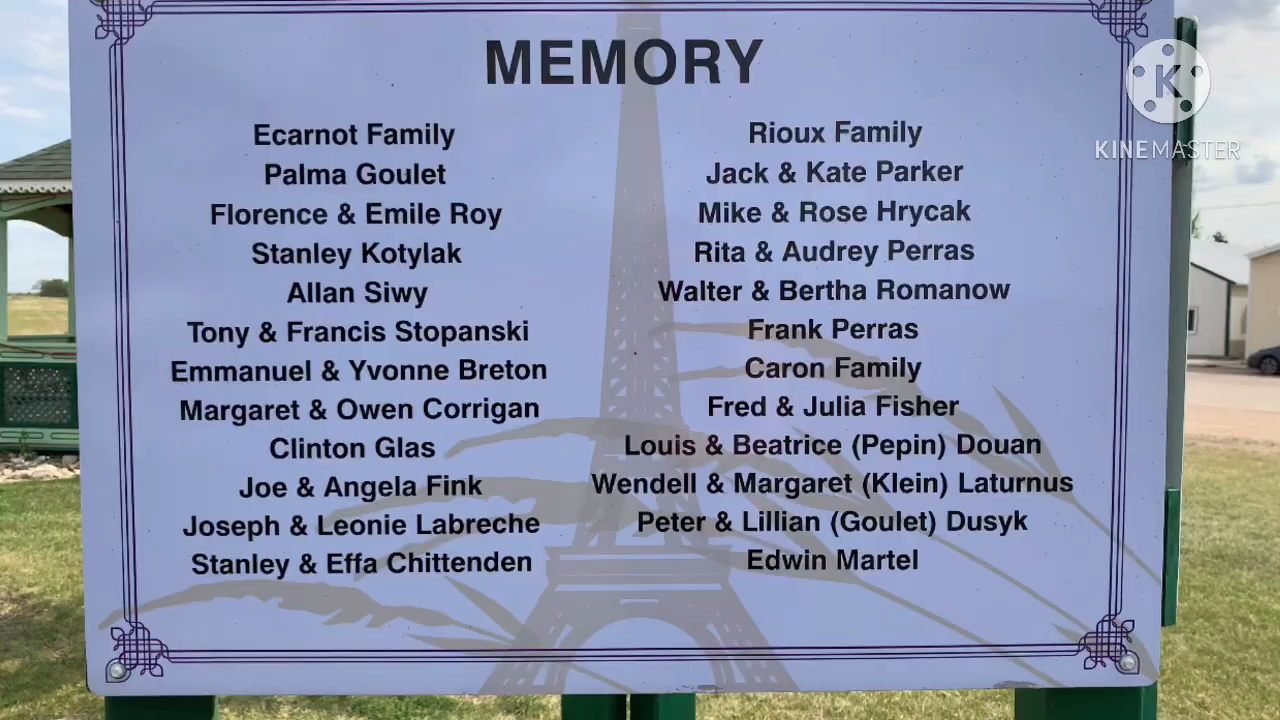 MEMORY
Ecarnot Family
Palma Goulet
Florence & Emile Roy
Stanley Kotylak
Allan Siwy
Tony & Francis Stopanski
Emmanuel & Yvonne Breton
Margaret & Owen Corrigan
Clinton Glas
Joe & Angela Fink
Joseph & Leonie Labreche
Stanley & Effa Chittenden
Rioux Family
Jack & Kate Parker
Mike & Rose Hrycak
Rita & Audrey Perras
Walter & Bertha Romanow
Frank Perras
Caron Family
Fred & Julia Fisher
Louis & Beatrice (Pepin) Douan
Wendell & Margaret (Klein) Laturnus
Peter & Lillian (Goulet) Dusyk
Edwin Martel
K
KINEMASTER